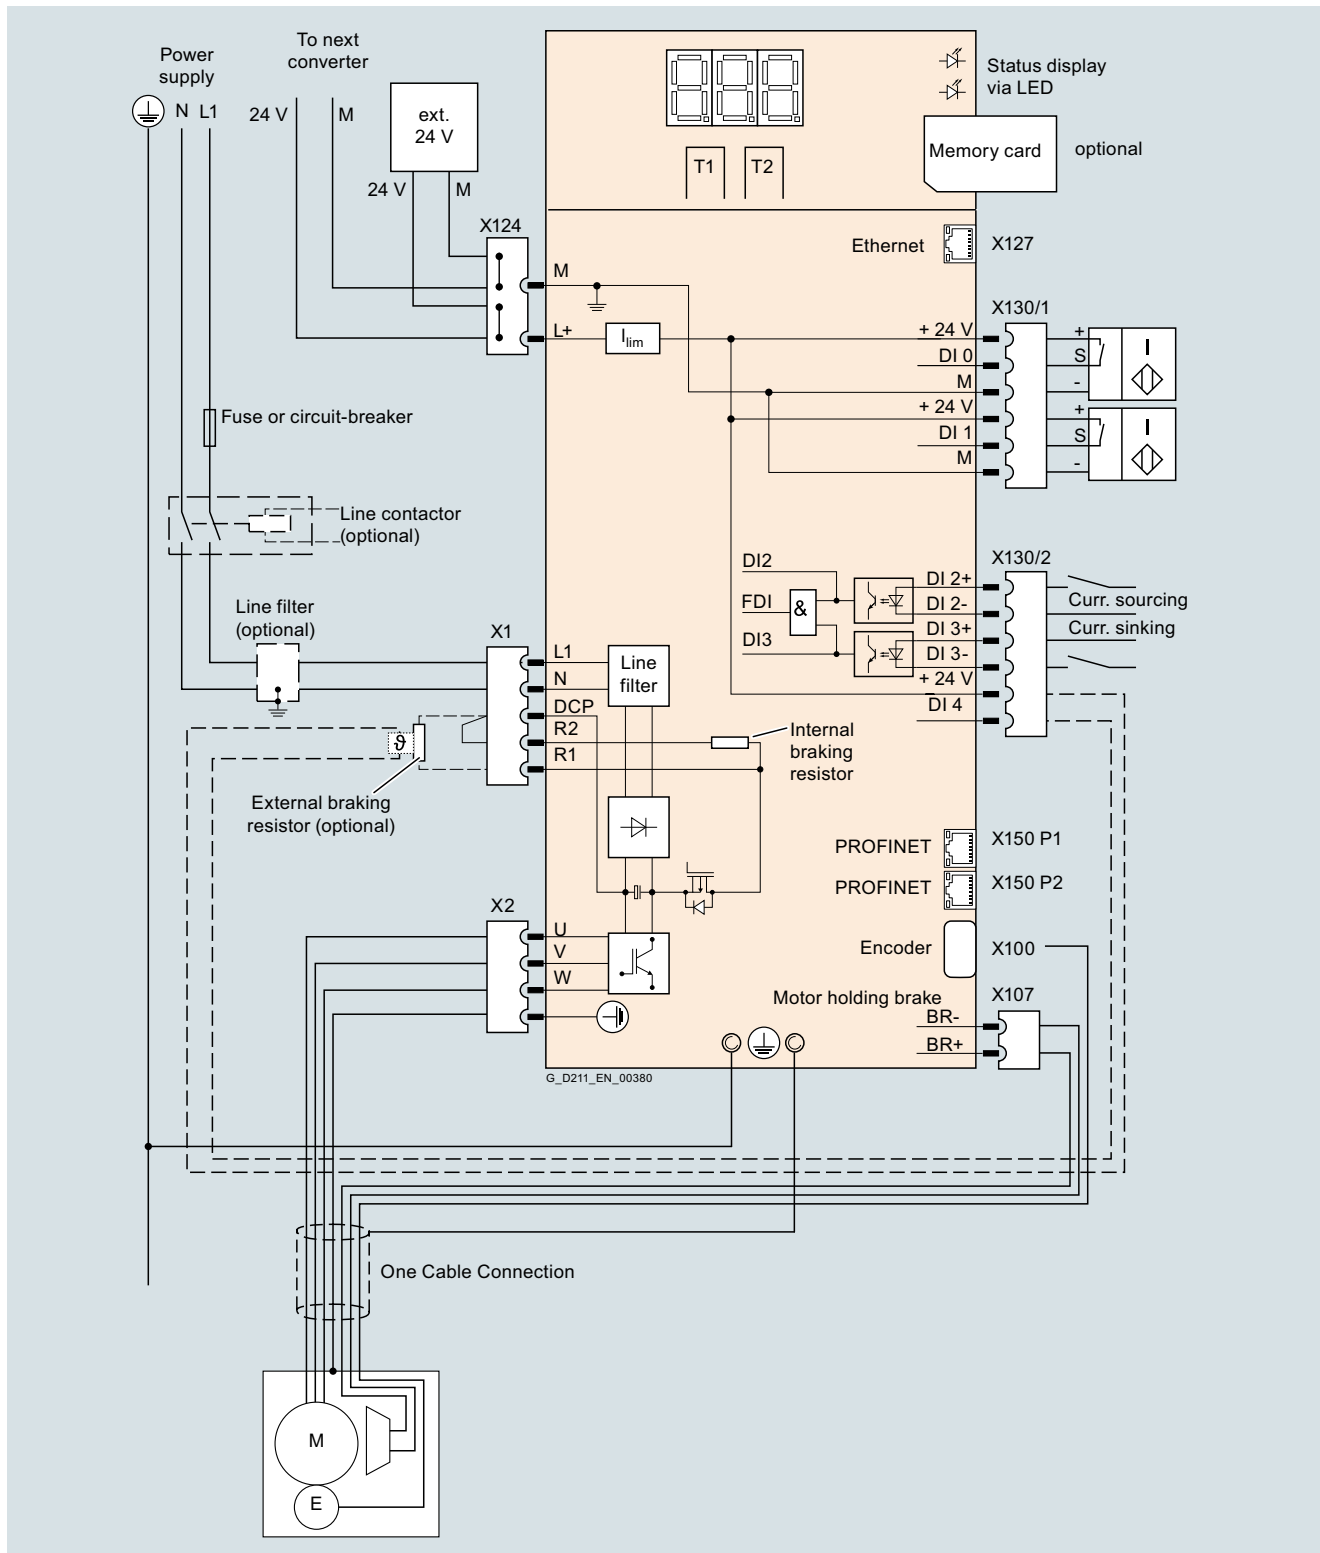 Power
supply
To next
converter
N L1
24 V
M
ext.
24 V
24 V
M
X124
Status display
via LED
Memory card
optional
T1
T2
Ethernet
X127
M
L+
Ilim
X130/1
+ 24 V
DI 0
M
+ 24 V
DI 1
M
+
S
-
I
+
S
-
I
Fuse or circuit-breaker
Line contactor
(optional)
X130/2
DI2
FDI
DI3
&
DI 2+
DI 2-
DI 3+
DI 3-
+ 24 V
DI 4
Curr. sourcing
Curr. sinking
Line filter
(optional)
X1
L1
N
DCP
R2
R1
Line
filter
Internal
braking
resistor
ϑ
External braking
resistor (optional)
PROFINET
X150 P1
PROFINET
X150 P2
X2
U
V
W
Encoder
X100
Motor holding brake
X107
BR-
BR+
G_D211_EN_00380
One Cable Connection
M
E